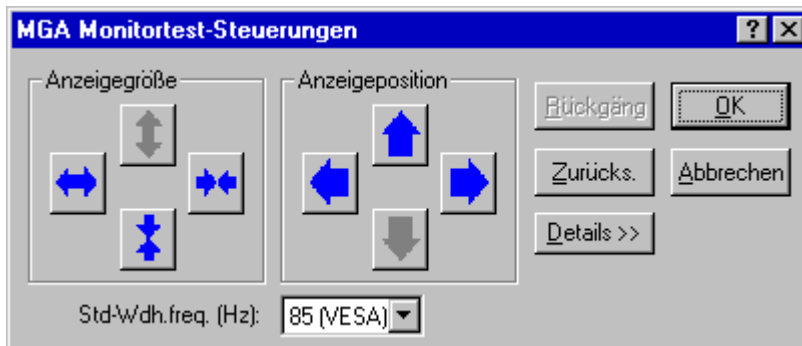 MGA Monitortest-Steuerungen
Anzeigegröße
Anzeigeposition
Rückgäng
OK
Zurücks.
Abbrechen
Details >>
Std-Wdh.freq. (Hz):
85 (VESA)